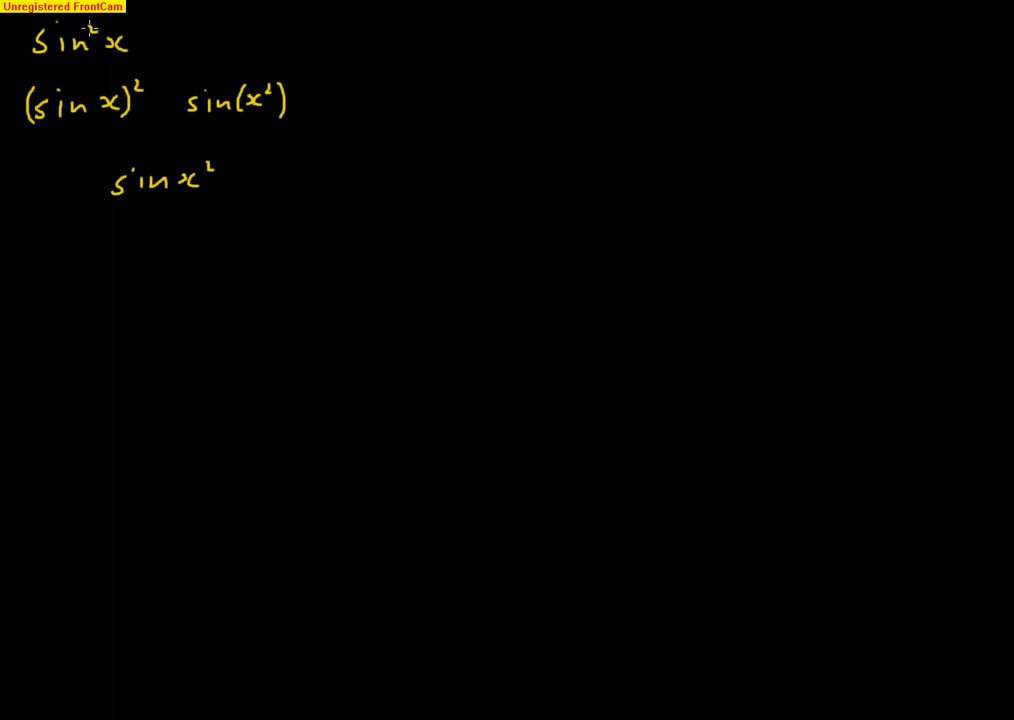 Unregistered FrontCam
sin²x
(sin x)² sin(x²)
sin x²